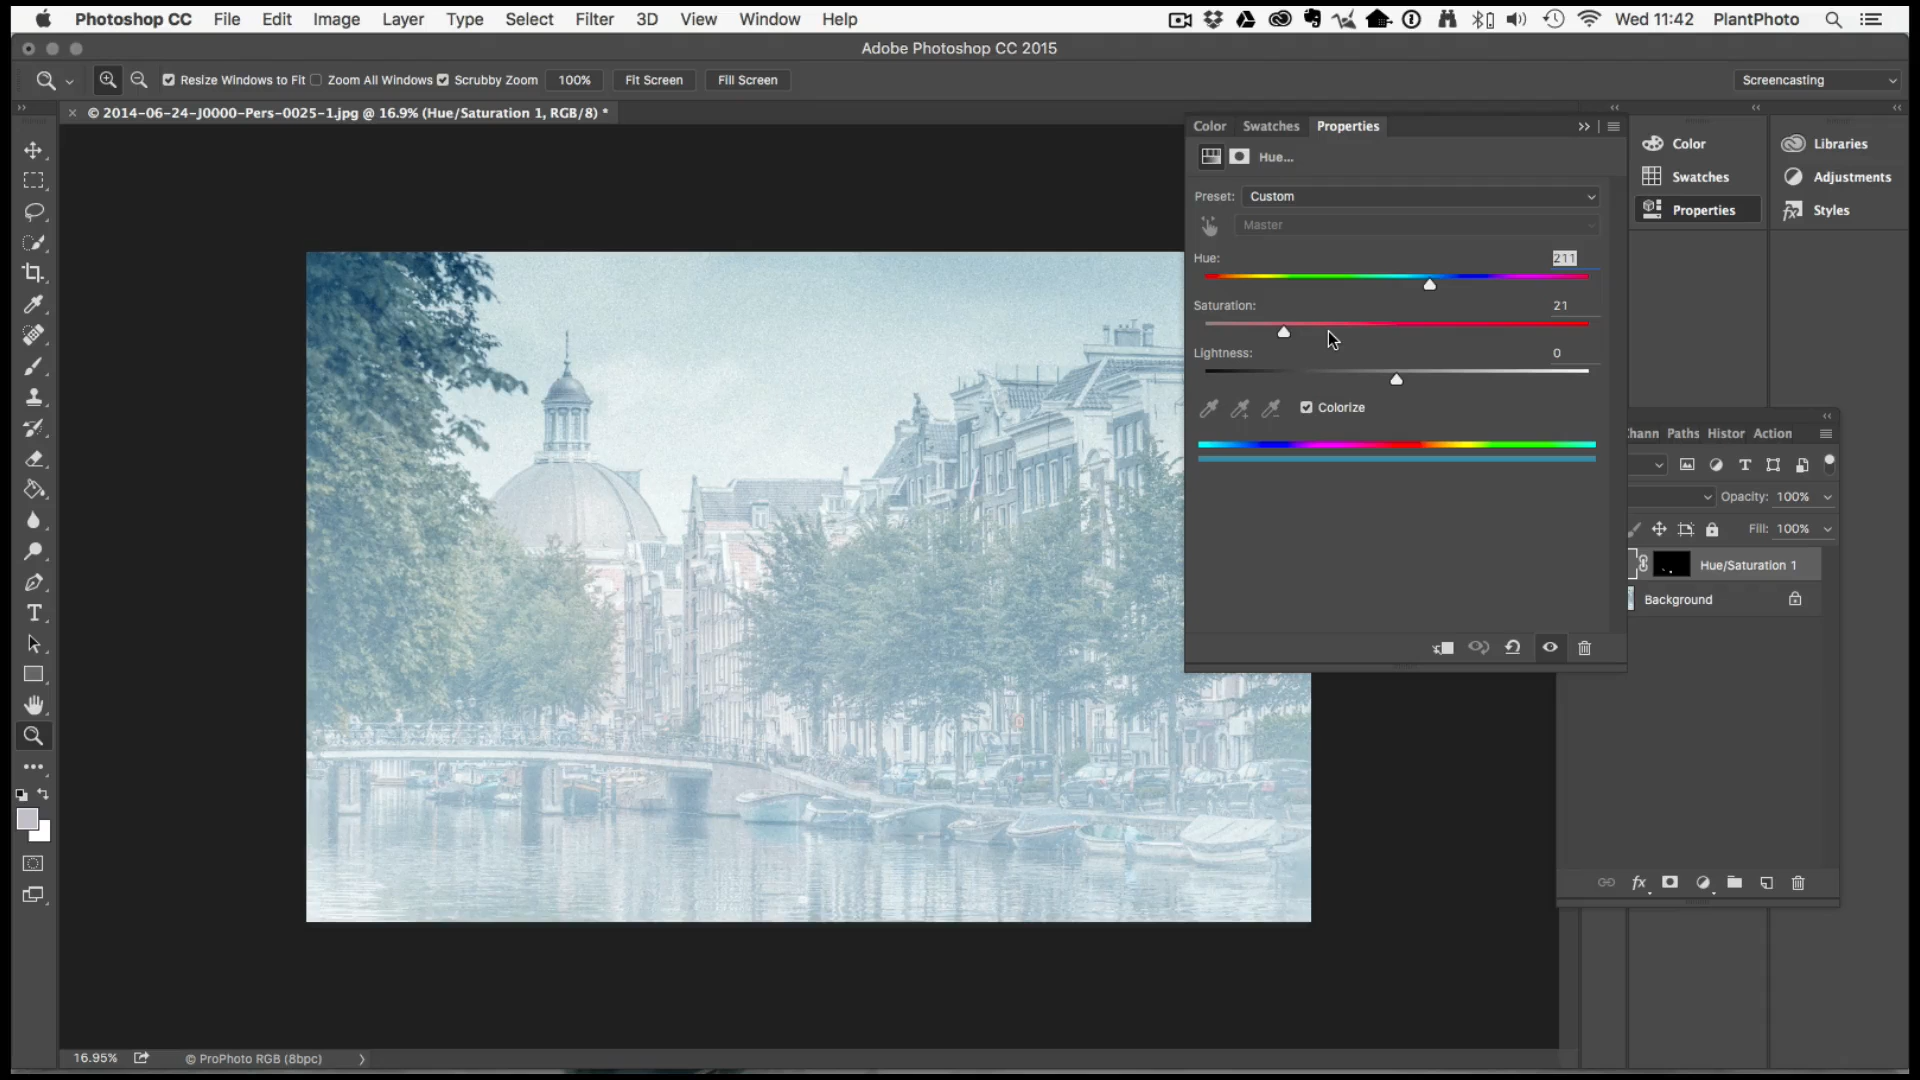 Photoshop CC File Edit Image Layer Type Select Filter 3D View Window Help Wed 11:42 PlantPhoto
Adobe Photoshop CC 2015
Resize Windows to Fit Zoom All Windows Scrubby Zoom 100% Fit Screen Fill Screen Screencasting
© 2014-06-24-J0000-Pers-0025-1.jpg @ 16.9% (Hue/Saturation 1, RGB/8) *
Color Swatches Properties
Hue...
Preset: Custom
Master
Hue: 211
Saturation: 21
Lightness: 0
Colorize
Color
Swatches
Properties
Libraries
Adjustments
Styles
Chann Paths Histor Action
Opacity: 100%
Fill: 100%
Hue/Saturation 1
Background
16.95% © ProPhoto RGB (8bpc)